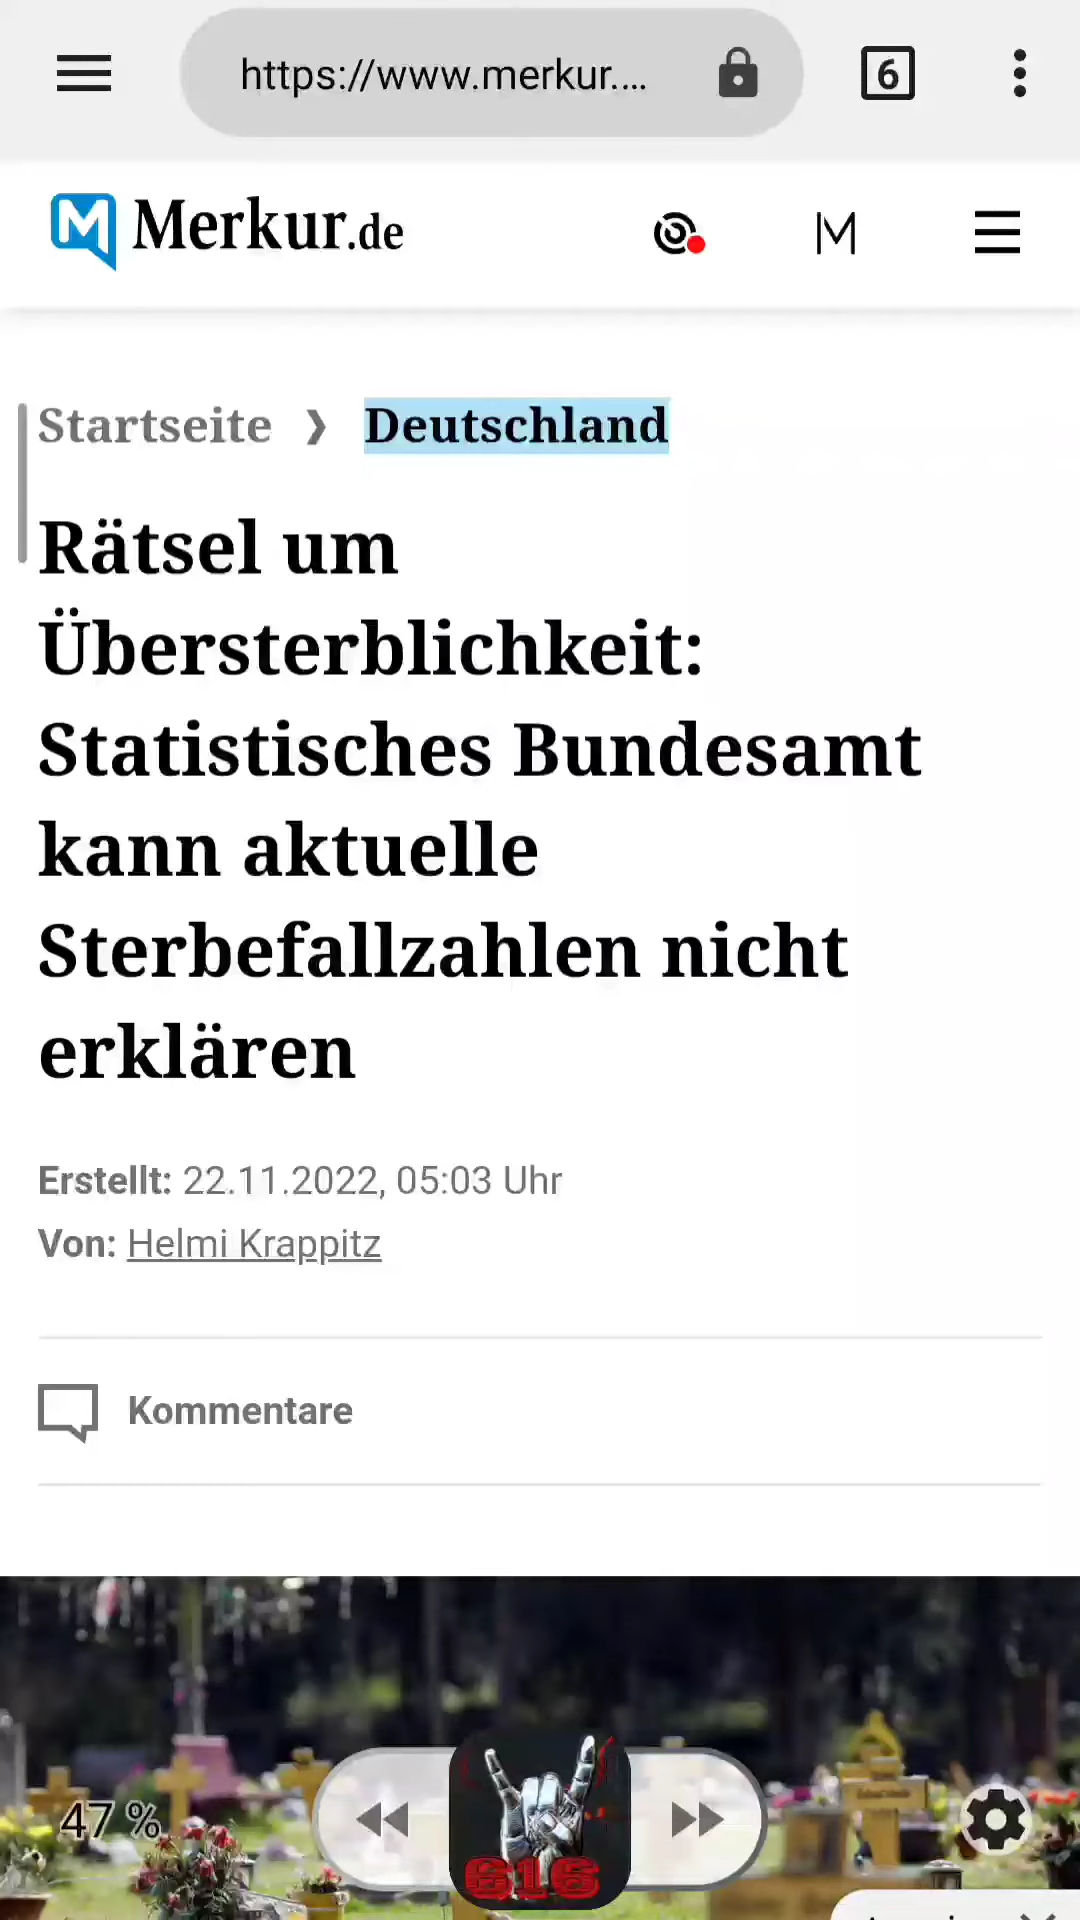 https://www.merkur....
6
Merkur.de
M
Startseite ❯ Deutschland
Rätsel um
Übersterblichkeit:
Statistisches Bundesamt
kann aktuelle
Sterbefallzahlen nicht
erklären
Erstellt: 22.11.2022, 05:03 Uhr
Von: Helmi Krappitz
Kommentare
47 %
616